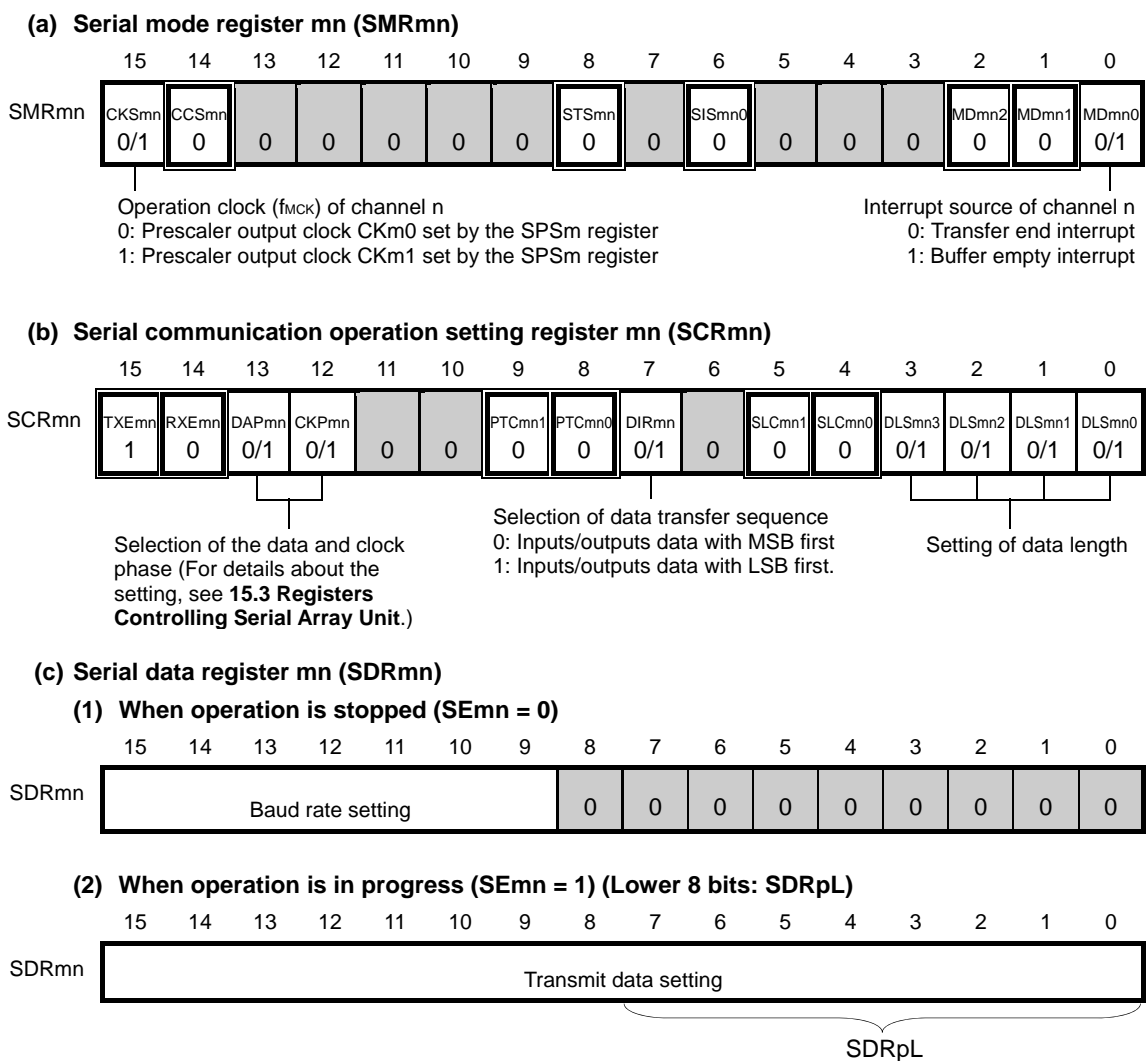 (a) Serial mode register mn (SMRmn)
15 14 13 12 11 10 9 8 7 6 5 4 3 2 1 0
SMRmn CKSmn CCSmn STSmn SISmn0 MDmn2 MDmn1 MDmn0
0/1 0 0 0 0 0 0 0 0 0 0 0 0 0 0 0/1
Operation clock (fMCK) of channel n
0: Prescaler output clock CKm0 set by the SPSm register
1: Prescaler output clock CKm1 set by the SPSm register
Interrupt source of channel n
0: Transfer end interrupt
1: Buffer empty interrupt
(b) Serial communication operation setting register mn (SCRmn)
15 14 13 12 11 10 9 8 7 6 5 4 3 2 1 0
SCRmn TXEmn RXEmn DAPmn CKPmn PTCmn1 PTCmn0 DIRmn SLCmn1 SLCmn0 DLSmn3 DLSmn2 DLSmn1 DLSmn0
1 0 0/1 0/1 0 0 0 0 0/1 0 0 0 0/1 0/1 0/1 0/1
Selection of the data and clock
phase (For details about the
setting, see 15.3 Registers
Controlling Serial Array Unit.)
Selection of data transfer sequence
0: Inputs/outputs data with MSB first
1: Inputs/outputs data with LSB first.
Setting of data length
(c) Serial data register mn (SDRmn)
(1) When operation is stopped (SEmn = 0)
15 14 13 12 11 10 9 8 7 6 5 4 3 2 1 0
SDRmn Baud rate setting 0 0 0 0 0 0 0 0 0
(2) When operation is in progress (SEmn = 1) (Lower 8 bits: SDRpL)
15 14 13 12 11 10 9 8 7 6 5 4 3 2 1 0
SDRmn Transmit data setting
SDRpL